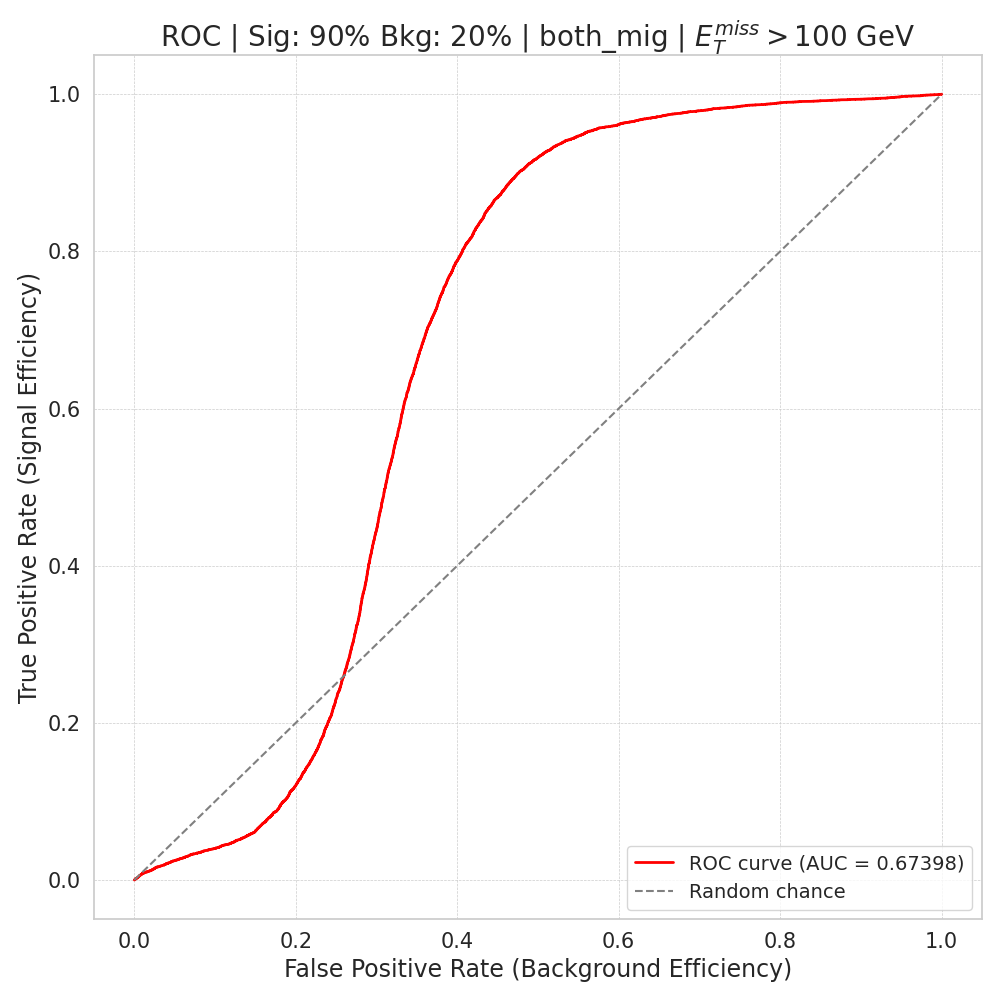 ROC | Sig: 90% Bkg: 20% | both_mig | $E_T^{miss} > 100$ GeV
True Positive Rate (Signal Efficiency)
1.0
0.8
0.6
0.4
0.2
0.0
0.0 0.2 0.4 0.6 0.8 1.0
False Positive Rate (Background Efficiency)
ROC curve (AUC = 0.67398)
Random chance